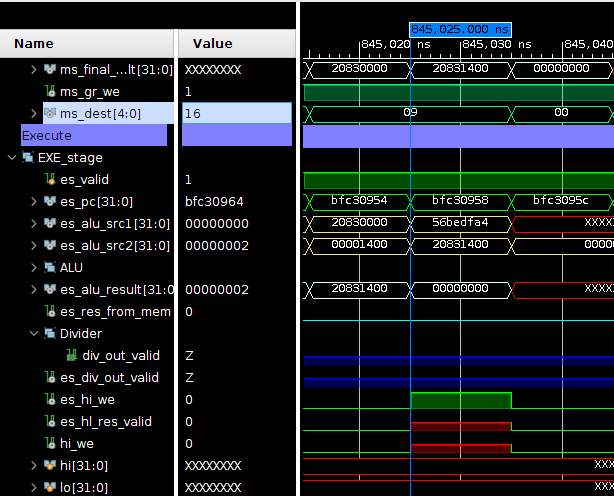 845,025.000 ns
Name Value
845,020 ns 845,030 ns 845,040
ms_final_...lt[31:0] XXXXXXXX 20830000 20831400 00000000
ms_gr_we 1
ms_dest[4:0] 16 09 00
Execute
EXE_stage
es_valid 1
es_pc[31:0] bfc30964 bfc30954 bfc30958 bfc3095c
es_alu_src1[31:0] 00000000 20830000 56bedfa4 XXXX
es_alu_src2[31:0] 00000002 00001400 20831400 0000
ALU
es_alu_result[31:0 00000002 20831400 00000000 XXXX
es_res_from_mem 0
Divider
div_out_valid Z
es_div_out_valid Z
es_hi_we 0
es_hl_res_valid 0
hi_we 0
hi[31:0] XXXXXXXX XXX
lo[31:0] XXXXXXXX XXX